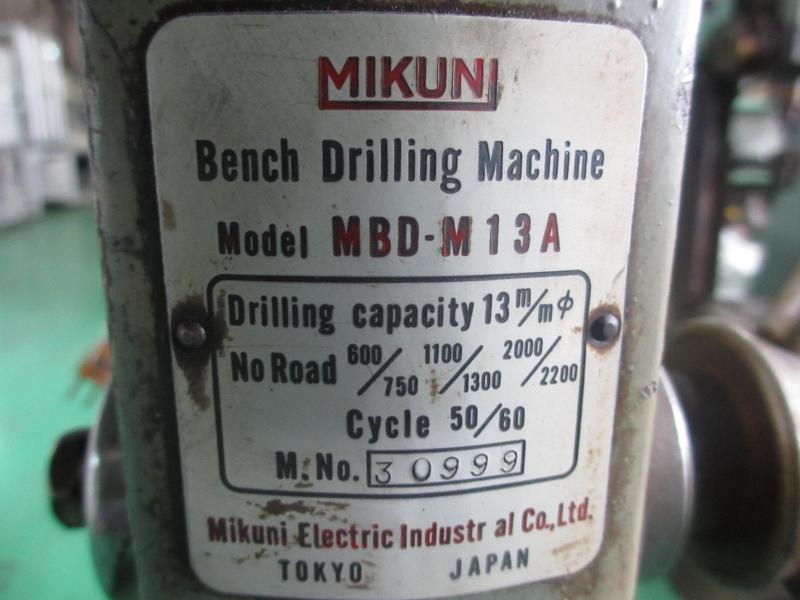 MIKUNI
Bench Drilling Machine
Model MBD-M13A
Drilling capacity 13 m/m φ
No Road 600/750 1100/1300 2000/2200
Cycle 50/60
M.No. 30999
Mikuni Electric Industr al Co.,Ltd.
TOKYO JAPAN